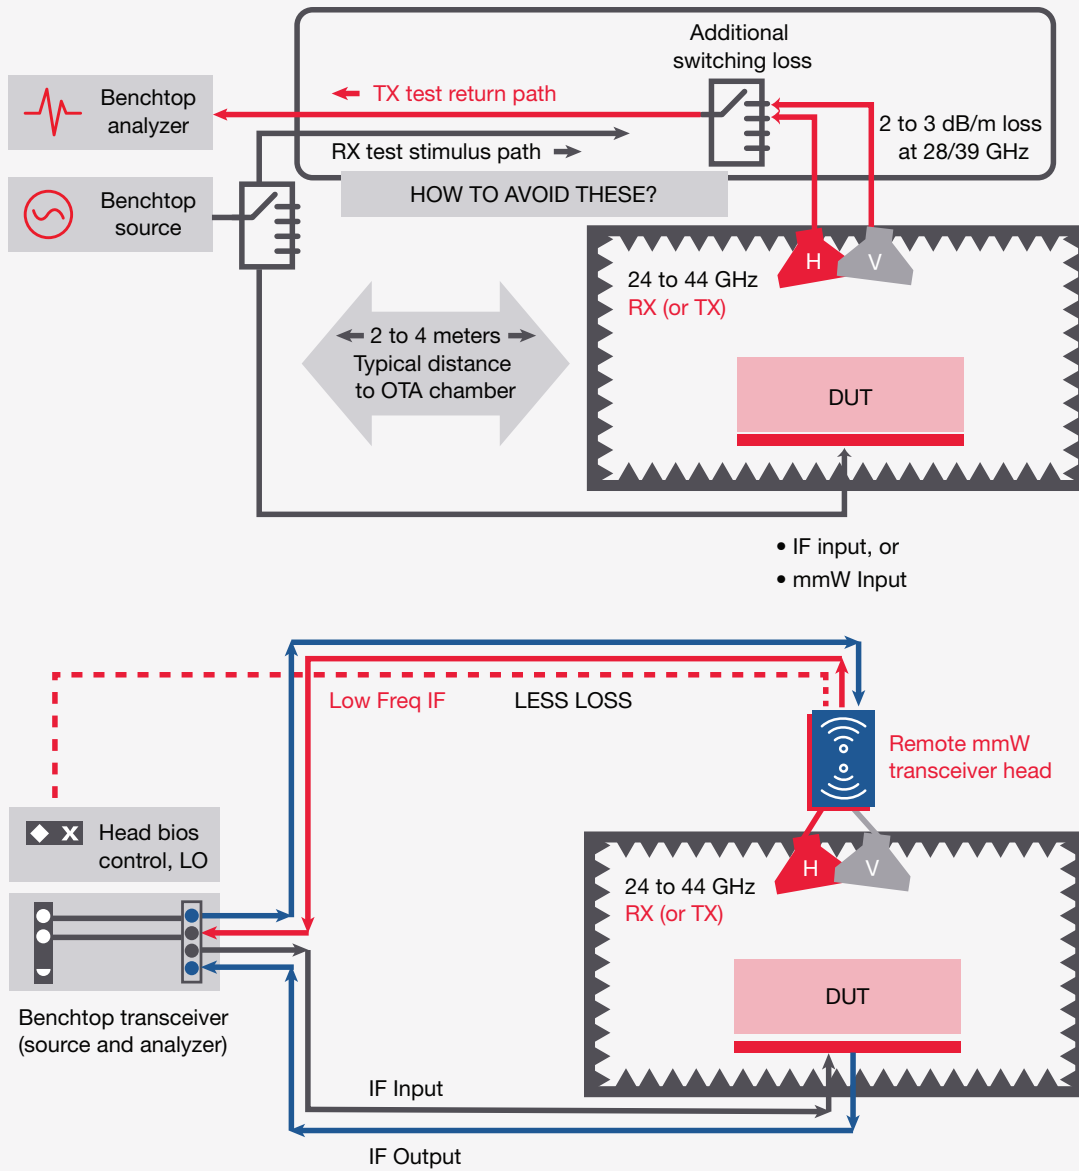 Additional
switching loss
Benchtop
analyzer
TX test return path
2 to 3 dB/m loss
at 28/39 GHz
RX test stimulus path
HOW TO AVOID THESE?
Benchtop
source
H
V
24 to 44 GHz
RX (or TX)
2 to 4 meters
Typical distance
to OTA chamber
DUT
• IF input, or
• mmW Input
Low Freq IF
LESS LOSS
Remote mmW
transceiver head
X Head bios
control, LO
H
V
24 to 44 GHz
RX (or TX)
DUT
Benchtop transceiver
(source and analyzer)
IF Input
IF Output